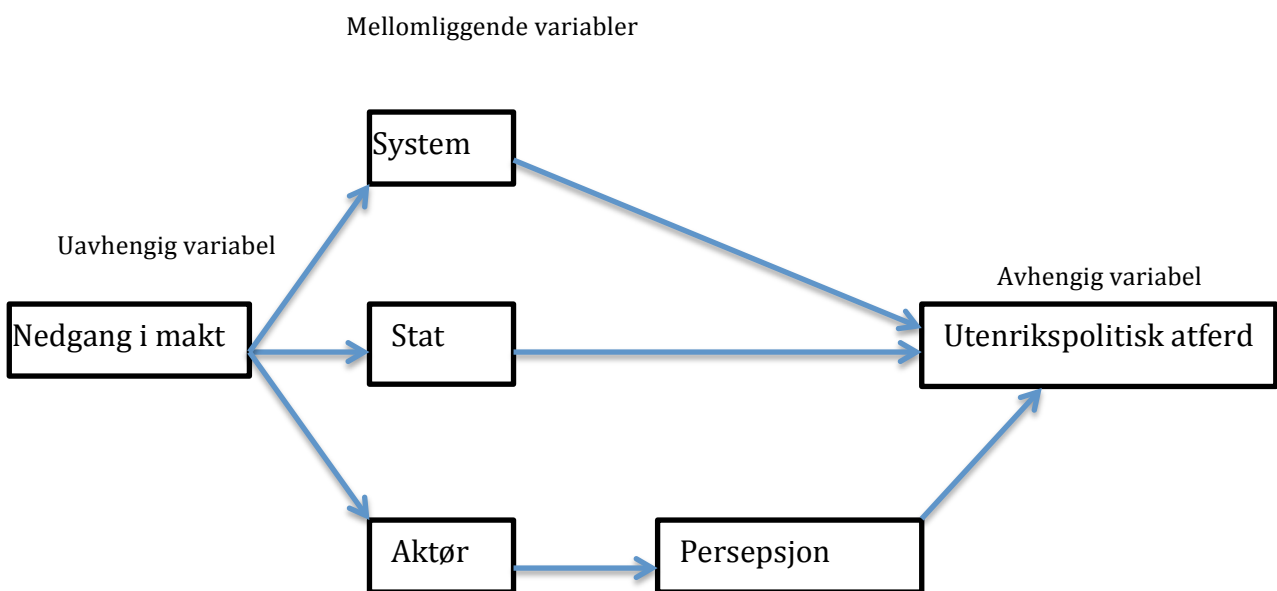 Mellomliggende variabler
System
Uavhengig variabel
Avhengig variabel
Nedgang i makt
Stat
Utenrikspolitisk atferd
Aktør
Persepsjon